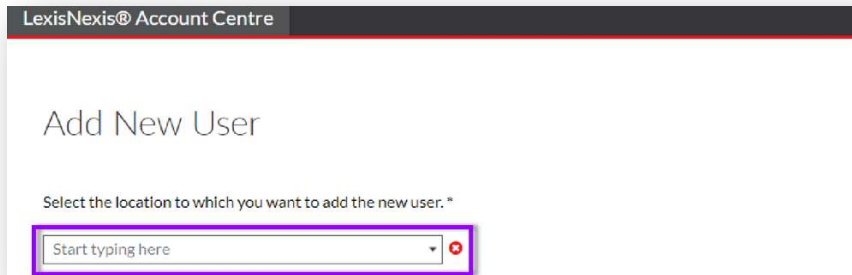 LexisNexis® Account Centre
Add New User
Select the location to which you want to add the new user. *
Start typing here